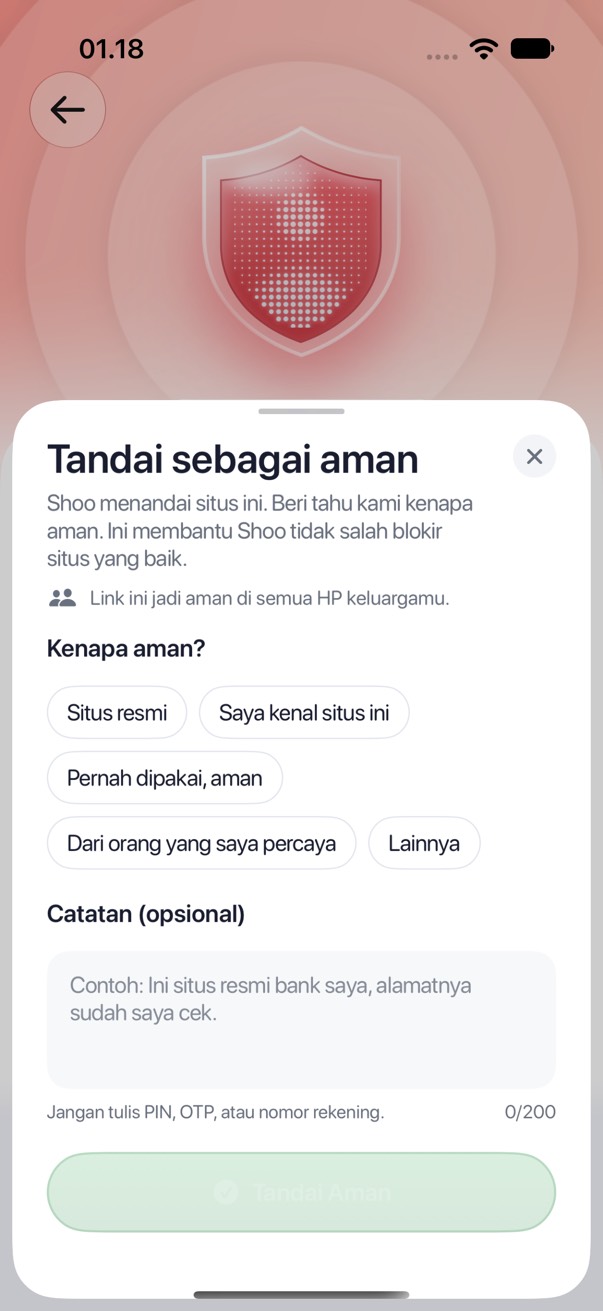 01.18
Tandai sebagai aman
Shoo menandai situs ini. Beri tahu kami kenapa
aman. Ini membantu Shoo tidak salah blokir
situs yang baik.
Link ini jadi aman di semua HP keluargamu.
Kenapa aman?
Situs resmi
Saya kenal situs ini
Pernah dipakai, aman
Dari orang yang saya percaya
Lainnya
Catatan (opsional)
Contoh: Ini situs resmi bank saya, alamatnya
sudah saya cek.
Jangan tulis PIN, OTP, atau nomor rekening.
0/200
Tandai Aman